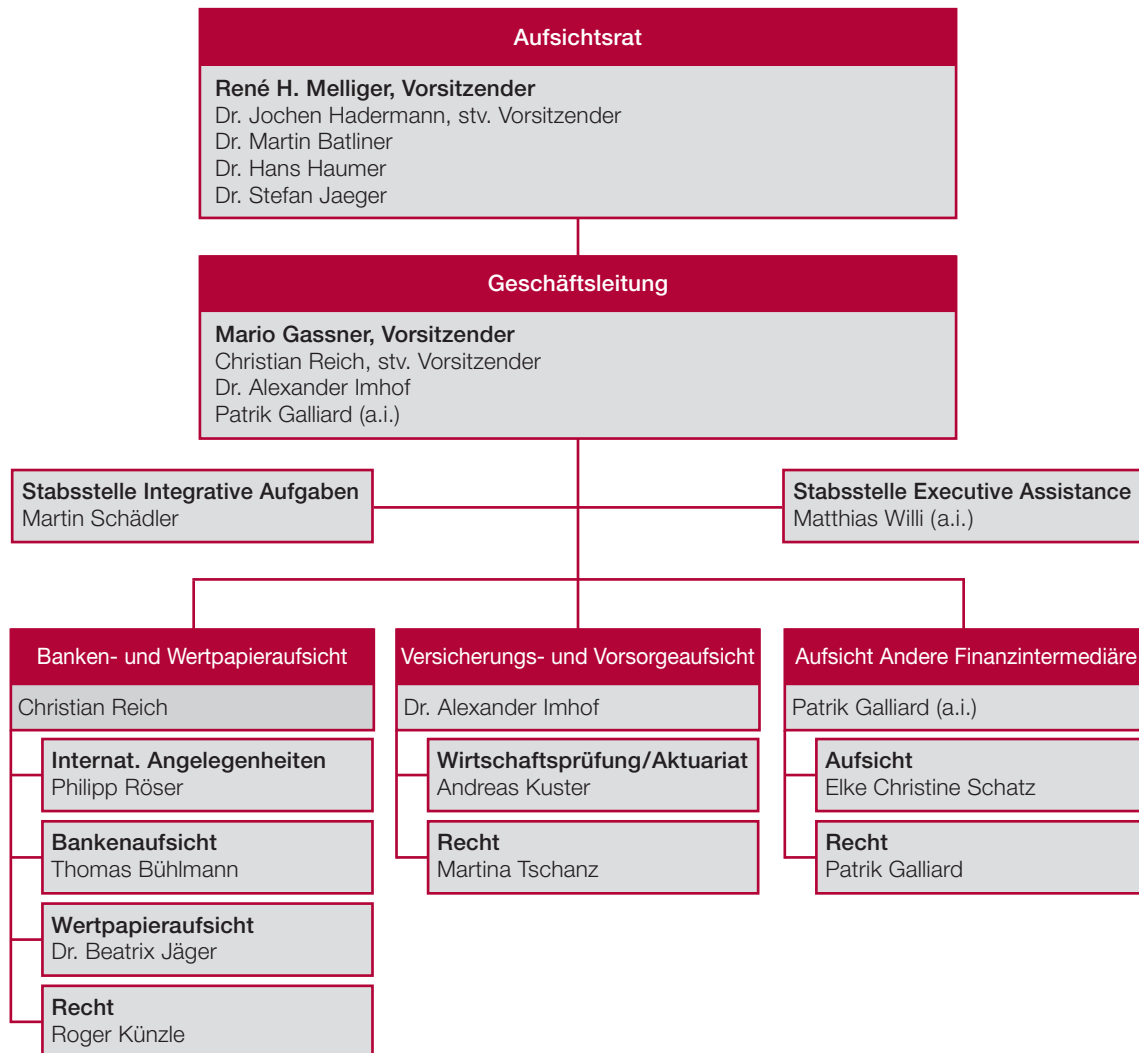 Aufsichtsrat
René H. Melliger, Vorsitzender
Dr. Jochen Hadermann, stv. Vorsitzender
Dr. Martin Batliner
Dr. Hans Haumer
Dr. Stefan Jaeger
Geschäftsleitung
Mario Gassner, Vorsitzender
Christian Reich, stv. Vorsitzender
Dr. Alexander Imhof
Patrik Galliard (a.i.)
Stabsstelle Integrative Aufgaben
Martin Schädler
Stabsstelle Executive Assistance
Matthias Willi (a.i.)
Banken- und Wertpapieraufsicht
Christian Reich
Internat. Angelegenheiten
Philipp Röser
Bankenaufsicht
Thomas Bühlmann
Wertpapieraufsicht
Dr. Beatrix Jäger
Recht
Roger Künzle
Versicherungs- und Vorsorgeaufsicht
Dr. Alexander Imhof
Wirtschaftsprüfung/Aktuariat
Andreas Kuster
Recht
Martina Tschanz
Aufsicht Andere Finanzintermediäre
Patrik Galliard (a.i.)
Aufsicht
Elke Christine Schatz
Recht
Patrik Galliard